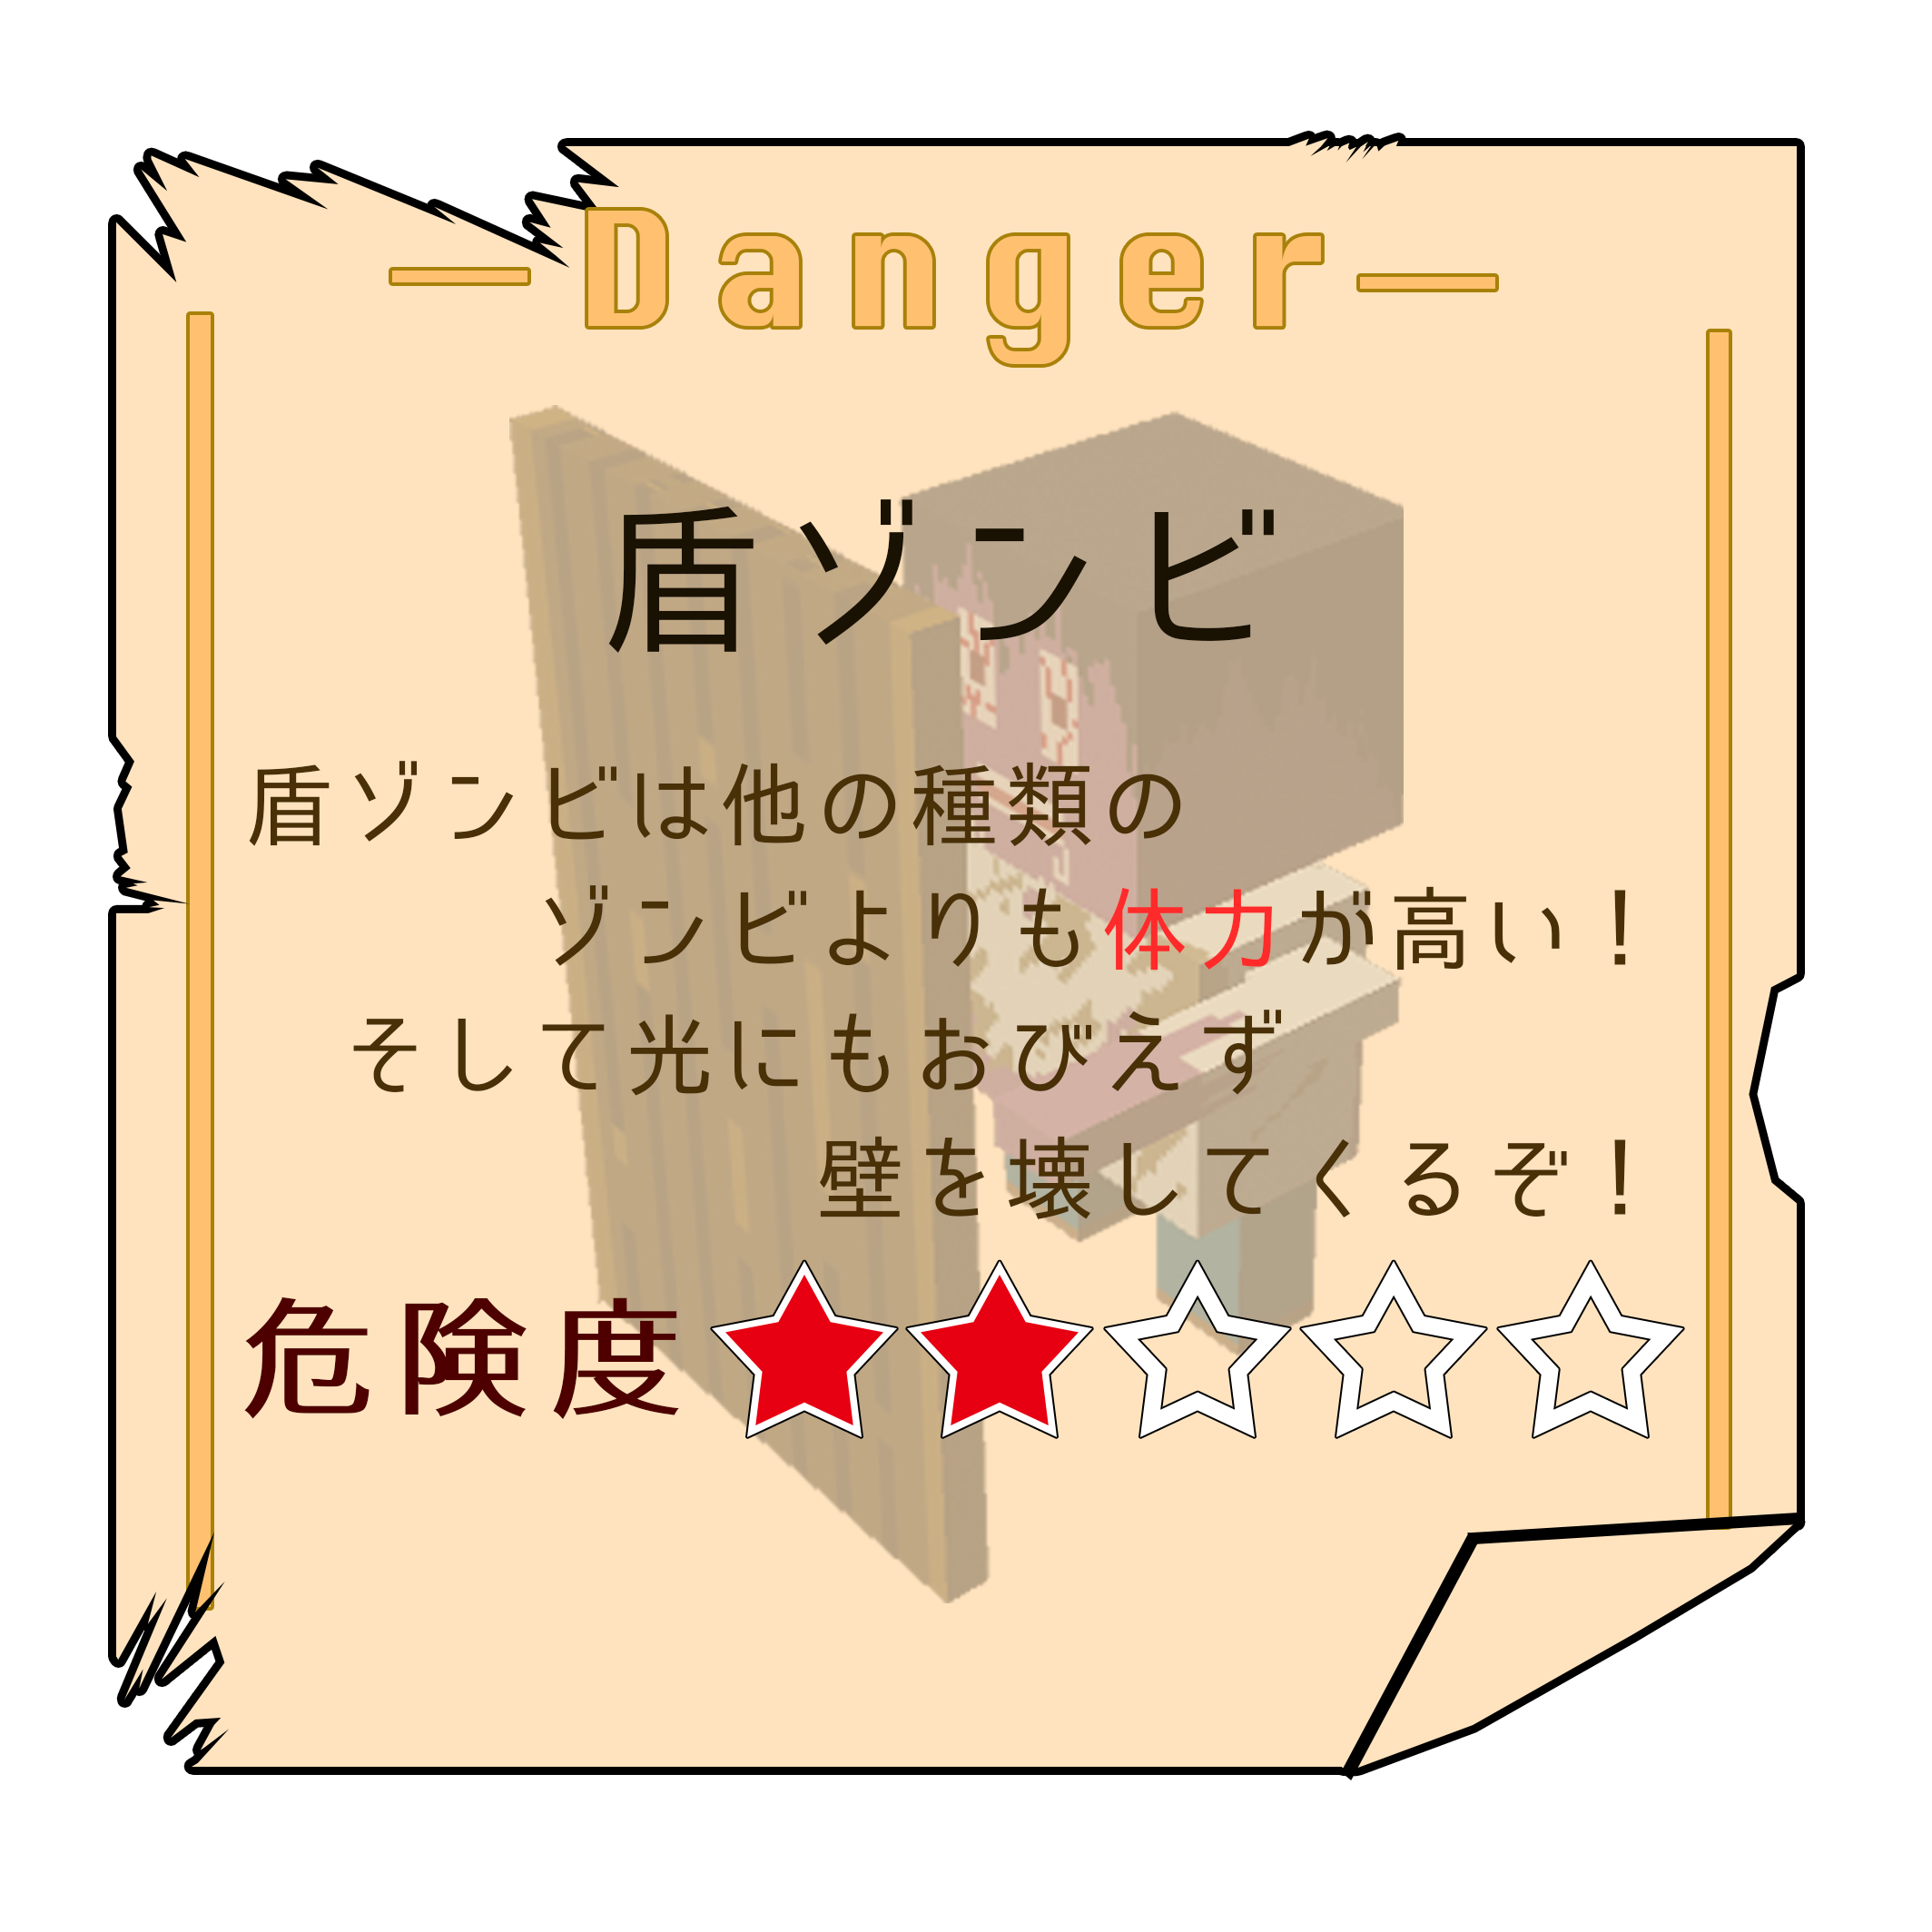 —Danger—
盾ゾンビ
盾ゾンビは他の種類の
ゾンビよりも体力が高い！
そして光にもおびえず
壁を壊してくるぞ！
危険度